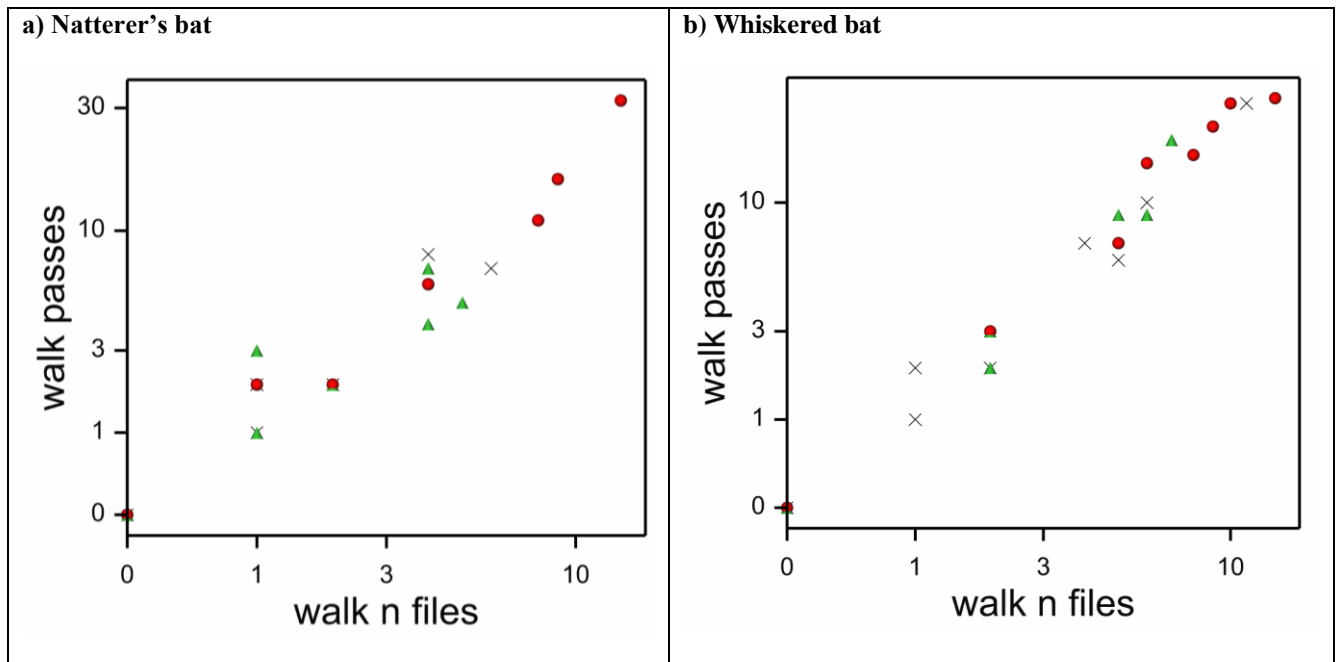 a) Natterer's bat
30
10
3
1
0
walk passes
0 1 3 10
walk n files
b) Whiskered bat
10
3
1
0
walk passes
0 1 3 10
walk n files